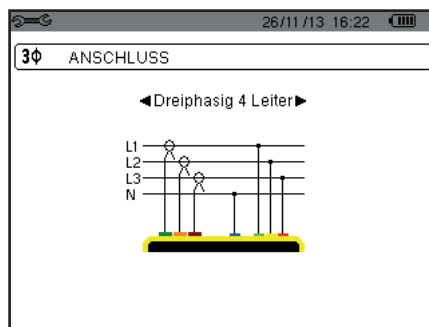 26/11/13 16:22
3Φ ANSCHLUSS
◄Dreiphasig 4 Leiter►
L1
L2
L3
N